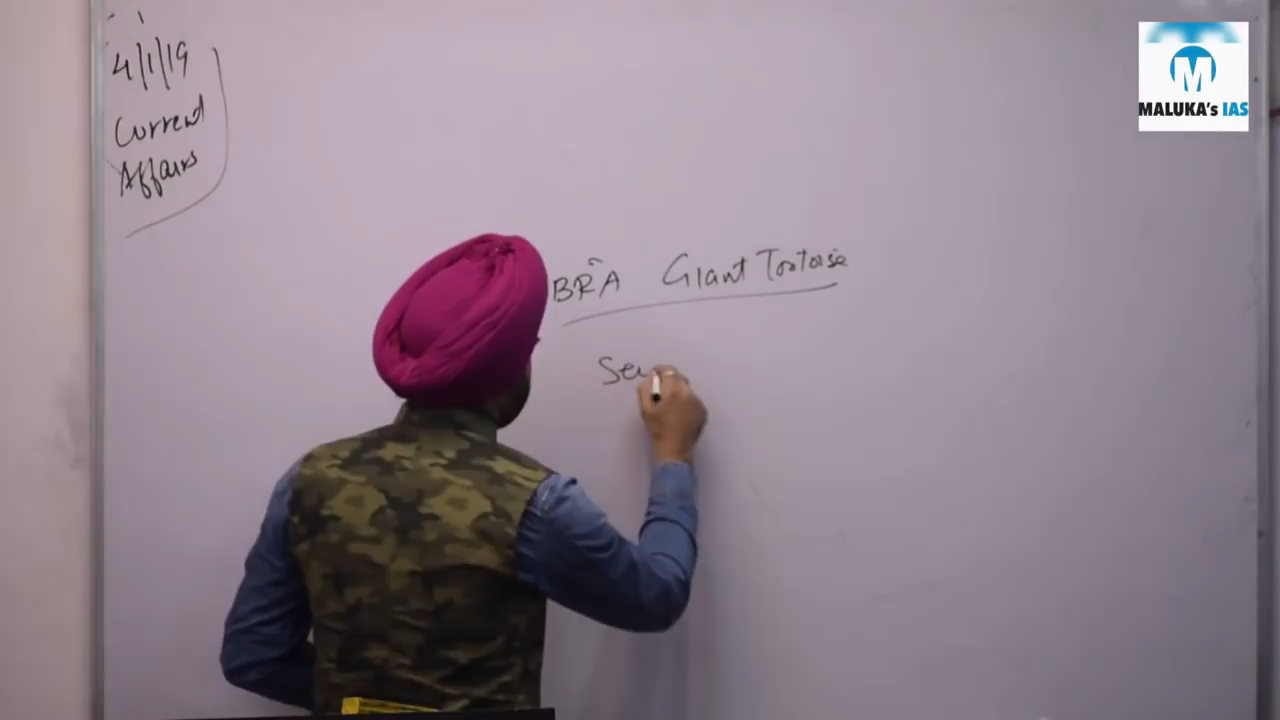 4/1/19
Current
Affairs
BRA Giant Tortoise
Se
M
MALUKA's IAS